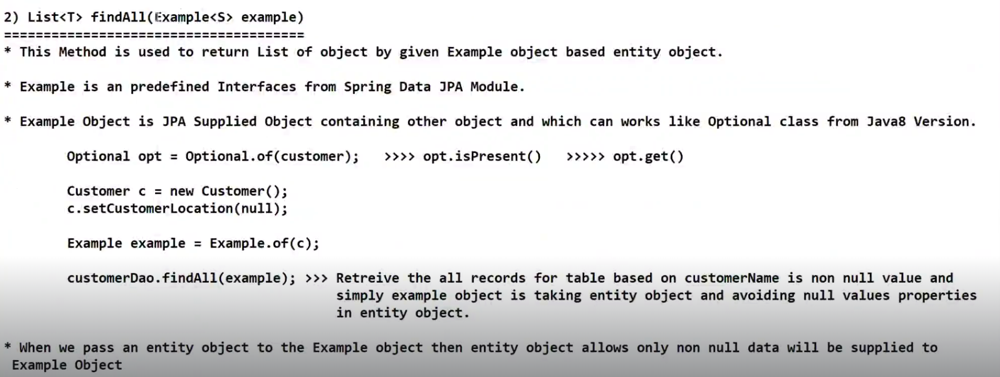 2) List<T> findAll(Example<S> example)
======================================
* This Method is used to return List of object by given Example object based entity object.
* Example is an predefined Interfaces from Spring Data JPA Module.
* Example Object is JPA Supplied Object containing other object and which can works like Optional class from Java8 Version.
Optional opt = Optional.of(customer);   >>>> opt.isPresent()   >>>>> opt.get()
Customer c = new Customer();
c.setCustomerLocation(null);
Example example = Example.of(c);
customerDao.findAll(example); >>> Retreive the all records for table based on customerName is non null value and
simply example object is taking entity object and avoiding null values properties
in entity object.
* When we pass an entity object to the Example object then entity object allows only non null data will be supplied to
Example Object